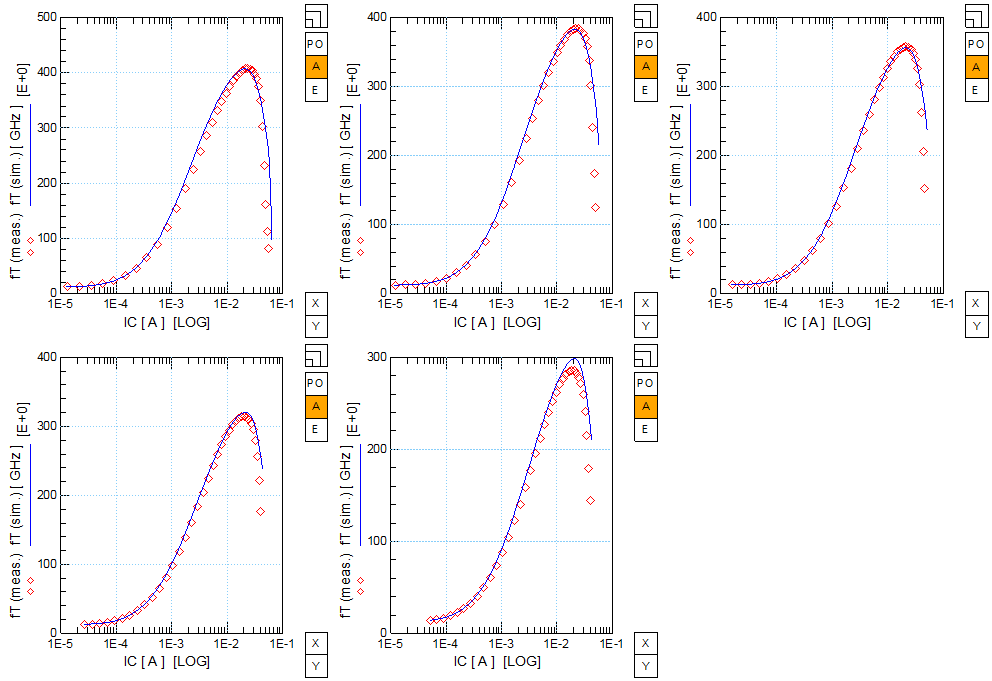 500
400
300
200
100
0
1E-5 1E-4 1E-3 1E-2 1E-1
IC [ A ] [LOG]
fT (meas.) fT (sim.) [ GHz ] [E+0]
PO
A
E
X
Y
400
300
200
100
0
1E-5 1E-4 1E-3 1E-2 1E-1
IC [ A ] [LOG]
fT (meas.) fT (sim.) [ GHz ] [E+0]
PO
A
E
X
Y
400
300
200
100
0
1E-5 1E-4 1E-3 1E-2 1E-1
IC [ A ] [LOG]
fT (meas.) fT (sim.) [ GHz ] [E+0]
PO
A
E
X
Y
400
300
200
100
0
1E-5 1E-4 1E-3 1E-2 1E-1
IC [ A ] [LOG]
fT (meas.) fT (sim.) [ GHz ] [E+0]
PO
A
E
X
Y
300
200
100
0
1E-5 1E-4 1E-3 1E-2 1E-1
IC [ A ] [LOG]
fT (meas.) fT (sim.) [ GHz ] [E+0]
PO
A
E
X
Y